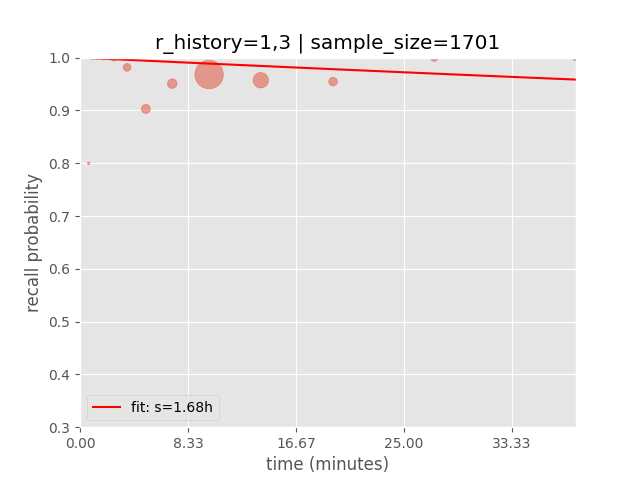 r_history=1,3 | sample_size=1701
1.0
0.9
0.8
0.7
0.6
0.5
0.4
0.3
recall probability
fit: s=1.68h
0.00 8.33 16.67 25.00 33.33
time (minutes)